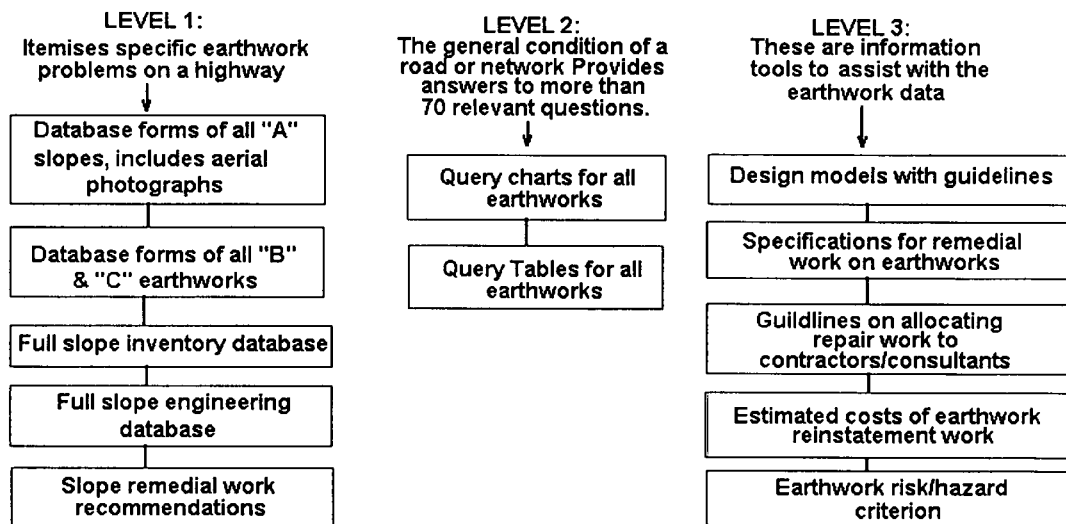 LEVEL 1:
Itemises specific earthwork
problems on a highway
Database forms of all "A"
slopes, includes aerial
photographs
Database forms of all "B"
& "C" earthworks
Full slope inventory database
Full slope engineering
database
Slope remedial work
recommendations
LEVEL 2:
The general condition of a
road or network Provides
answers to more than
70 relevant questions.
Query charts for all
earthworks
Query Tables for all
earthworks
LEVEL 3:
These are information
tools to assist with the
earthwork data
Design models with guidelines
Specifications for remedial
work on earthworks
Guildlines on allocating
repair work to
contractors/consultants
Estimated costs of earthwork
reinstatement work
Earthwork risk/hazard
criterion